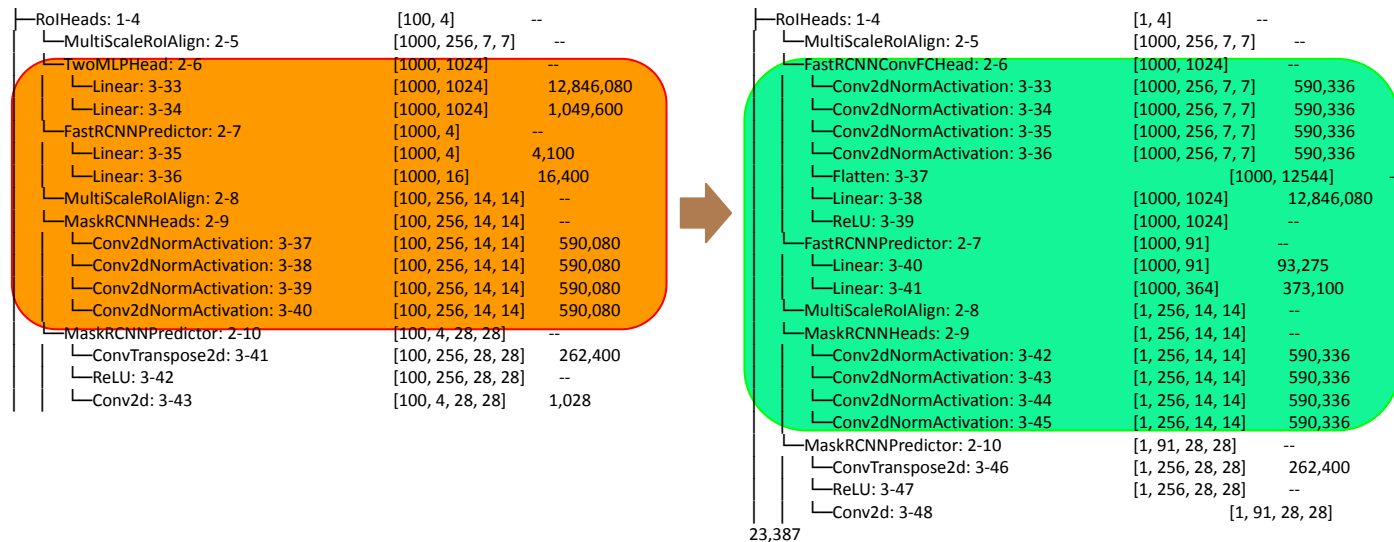 ├─RoIHeads: 1-4 [100, 4] --
│ └─MultiScaleRoIAlign: 2-5 [1000, 256, 7, 7] --
│ └─TwoMLPHead: 2-6 [1000, 1024] --
│ │ └─Linear: 3-33 [1000, 1024] 12,846,080
│ │ └─Linear: 3-34 [1000, 1024] 1,049,600
│ └─FastRCNNPredictor: 2-7 [1000, 4] --
│ │ └─Linear: 3-35 [1000, 4] 4,100
│ │ └─Linear: 3-36 [1000, 16] 16,400
│ └─MultiScaleRoIAlign: 2-8 [100, 256, 14, 14] --
│ └─MaskRCNNHeads: 2-9 [100, 256, 14, 14] --
│ │ └─Conv2dNormActivation: 3-37 [100, 256, 14, 14] 590,080
│ │ └─Conv2dNormActivation: 3-38 [100, 256, 14, 14] 590,080
│ │ └─Conv2dNormActivation: 3-39 [100, 256, 14, 14] 590,080
│ │ └─Conv2dNormActivation: 3-40 [100, 256, 14, 14] 590,080
│ └─MaskRCNNPredictor: 2-10 [100, 4, 28, 28] --
│ │ └─ConvTranspose2d: 3-41 [100, 256, 28, 28] 262,400
│ │ └─ReLU: 3-42 [100, 256, 28, 28] --
│ │ └─Conv2d: 3-43 [100, 4, 28, 28] 1,028
├─RoIHeads: 1-4 [1, 4] --
│ └─MultiScaleRoIAlign: 2-5 [1000, 256, 7, 7] --
│ └─FastRCNNConvFCHead: 2-6 [1000, 1024] --
│ │ └─Conv2dNormActivation: 3-33 [1000, 256, 7, 7] 590,336
│ │ └─Conv2dNormActivation: 3-34 [1000, 256, 7, 7] 590,336
│ │ └─Conv2dNormActivation: 3-35 [1000, 256, 7, 7] 590,336
│ │ └─Conv2dNormActivation: 3-36 [1000, 256, 7, 7] 590,336
│ │ └─Flatten: 3-37 [1000, 12544] -
│ │ └─Linear: 3-38 [1000, 1024] 12,846,080
│ │ └─ReLU: 3-39 [1000, 1024] --
│ └─FastRCNNPredictor: 2-7 [1000, 91] --
│ │ └─Linear: 3-40 [1000, 91] 93,275
│ │ └─Linear: 3-41 [1000, 364] 373,100
│ └─MultiScaleRoIAlign: 2-8 [1, 256, 14, 14] --
│ └─MaskRCNNHeads: 2-9 [1, 256, 14, 14] --
│ │ └─Conv2dNormActivation: 3-42 [1, 256, 14, 14] 590,336
│ │ └─Conv2dNormActivation: 3-43 [1, 256, 14, 14] 590,336
│ │ └─Conv2dNormActivation: 3-44 [1, 256, 14, 14] 590,336
│ │ └─Conv2dNormActivation: 3-45 [1, 256, 14, 14] 590,336
│ └─MaskRCNNPredictor: 2-10 [1, 91, 28, 28] --
│ │ └─ConvTranspose2d: 3-46 [1, 256, 28, 28] 262,400
│ │ └─ReLU: 3-47 [1, 256, 28, 28] --
│ │ └─Conv2d: 3-48 [1, 91, 28, 28]
23,387